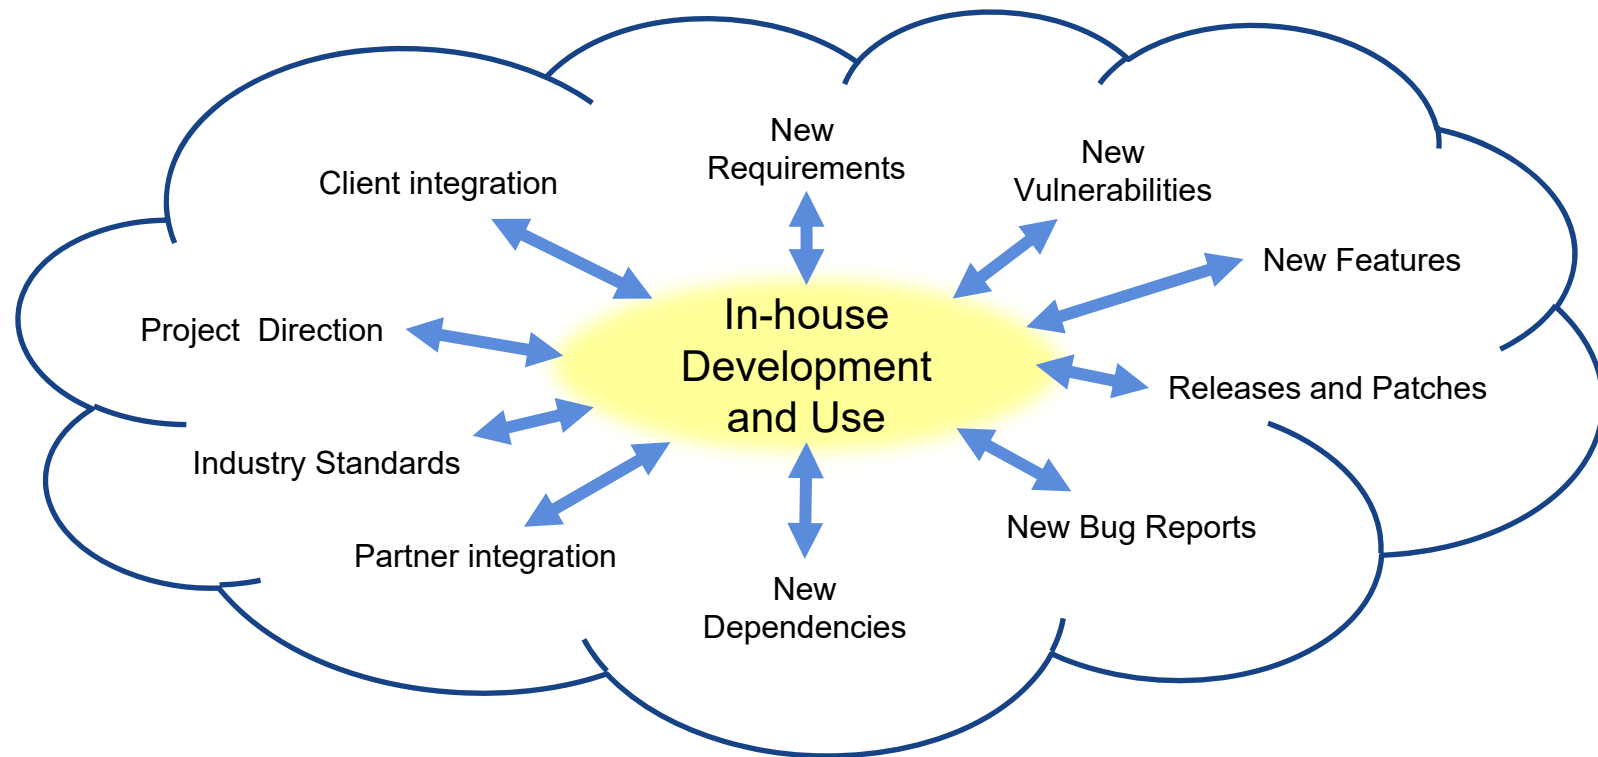 New
Requirements
New
Vulnerabilities
Client integration
New Features
In-house
Development
and Use
Project  Direction
Releases and Patches
Industry Standards
New Bug Reports
Partner integration
New
Dependencies